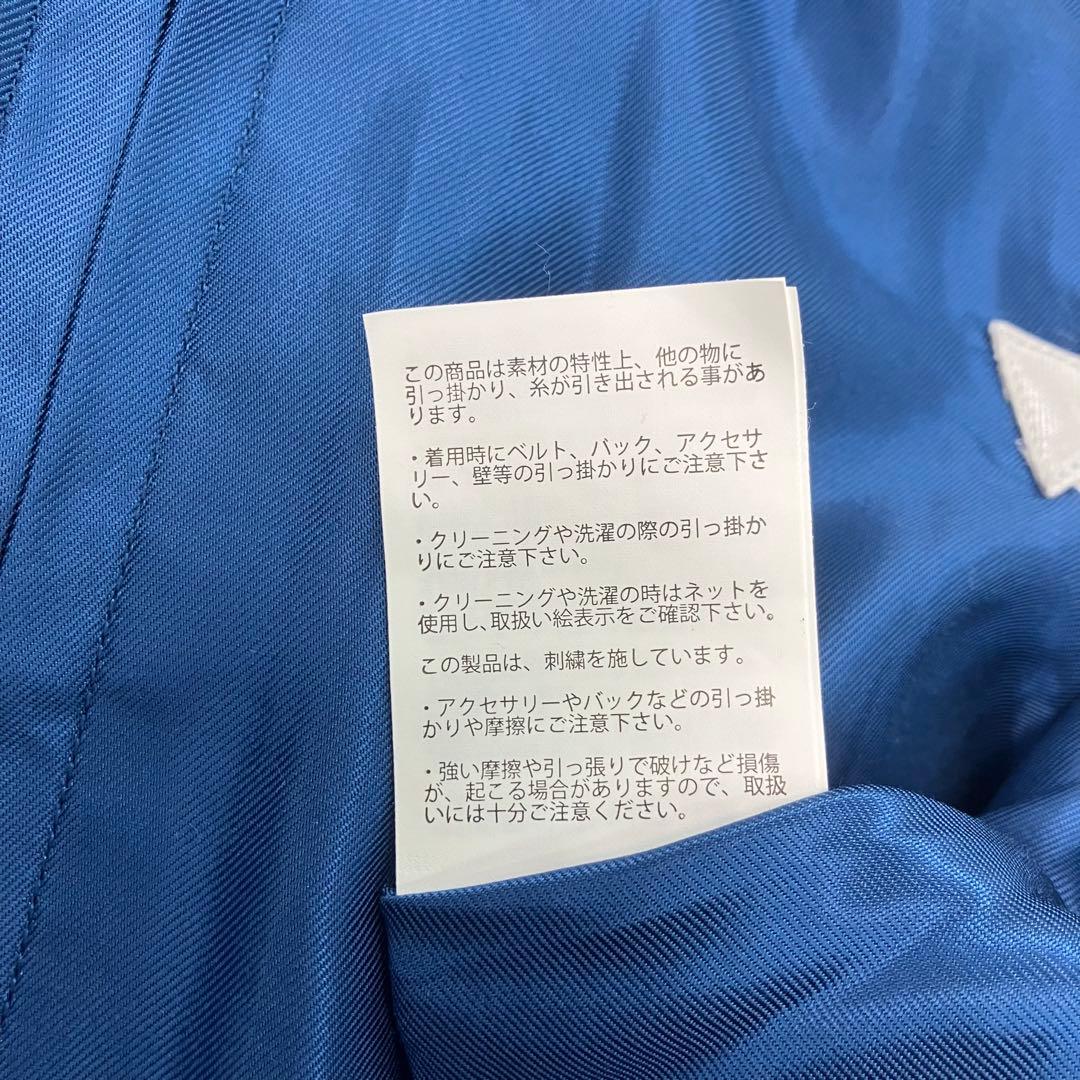 この商品は素材の特性上、他の物に
引っ掛かり、糸が引き出される事があ
ります。
・着用時にベルト、バック、アクセサ
リー、壁等の引っ掛かりにご注意下さ
い。
・クリーニングや洗濯の際の引っ掛か
りにご注意下さい。
・クリーニングや洗濯の時はネットを
使用し、取扱い絵表示をご確認下さい。
この製品は、刺繍を施しています。
・アクセサリーやバックなどの引っ掛
かりや摩擦にご注意下さい。
・強い摩擦や引っ張りで破けなど損傷
が、起こる場合がありますので、取扱
いには十分ご注意ください。